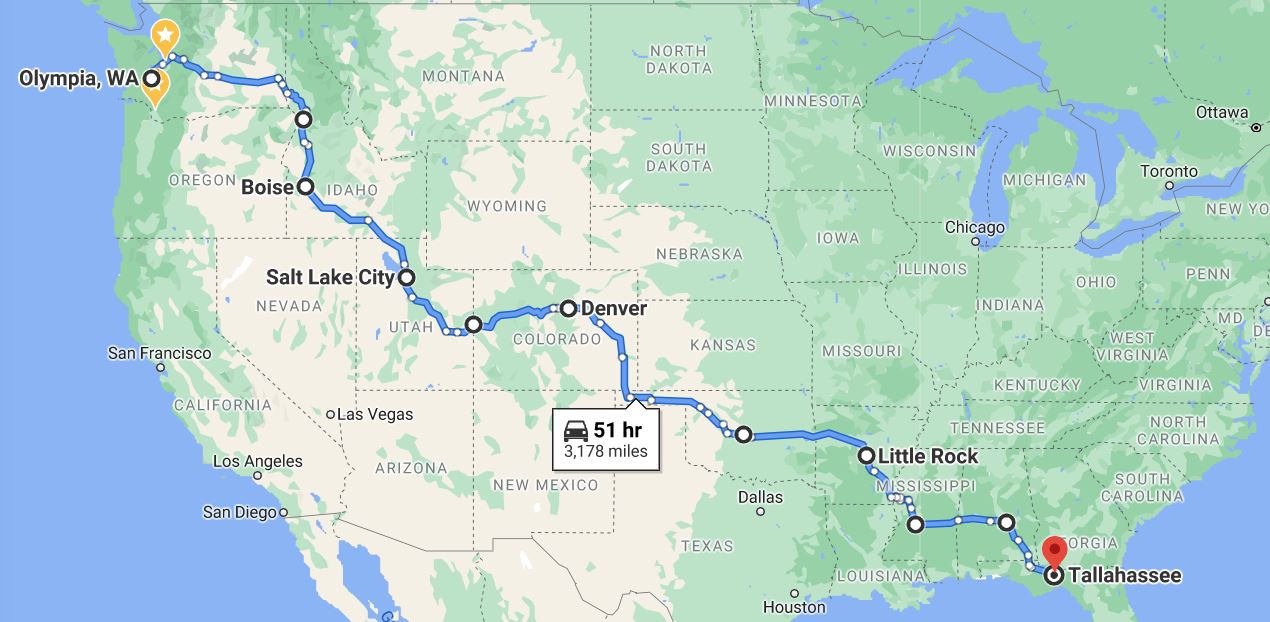 Olympia, WA
MONTANA
NORTH
DAKOTA
MINNESOTA
Ottawa
OREGON
Boise
IDAHO
SOUTH
DAKOTA
WISCONSIN
MICHIGAN
Toronto
WYOMING
NEW YO
Chicago
IOWA
NEBRASKA
ILLINOIS
OHIO
PENN
Salt Lake City
NEVADA
INDIANA
Denver
UTAH
COLORADO
MD
DE
KANSAS
MISSOURI
WEST
VIRGINIA
San Francisco
KENTUCKY
VIRGINIA
CALIFORNIA
Las Vegas
51 hr
3,178 miles
TENNESSEE
NORTH
CAROLINA
Los Angeles
ARIZONA
NEW MEXICO
Little Rock
MISSISSIPPI
SOUTH
CAROLINA
San Diego
Dallas
TEXAS
ORGIA
LOUISIANA
Tallahassee
Houston